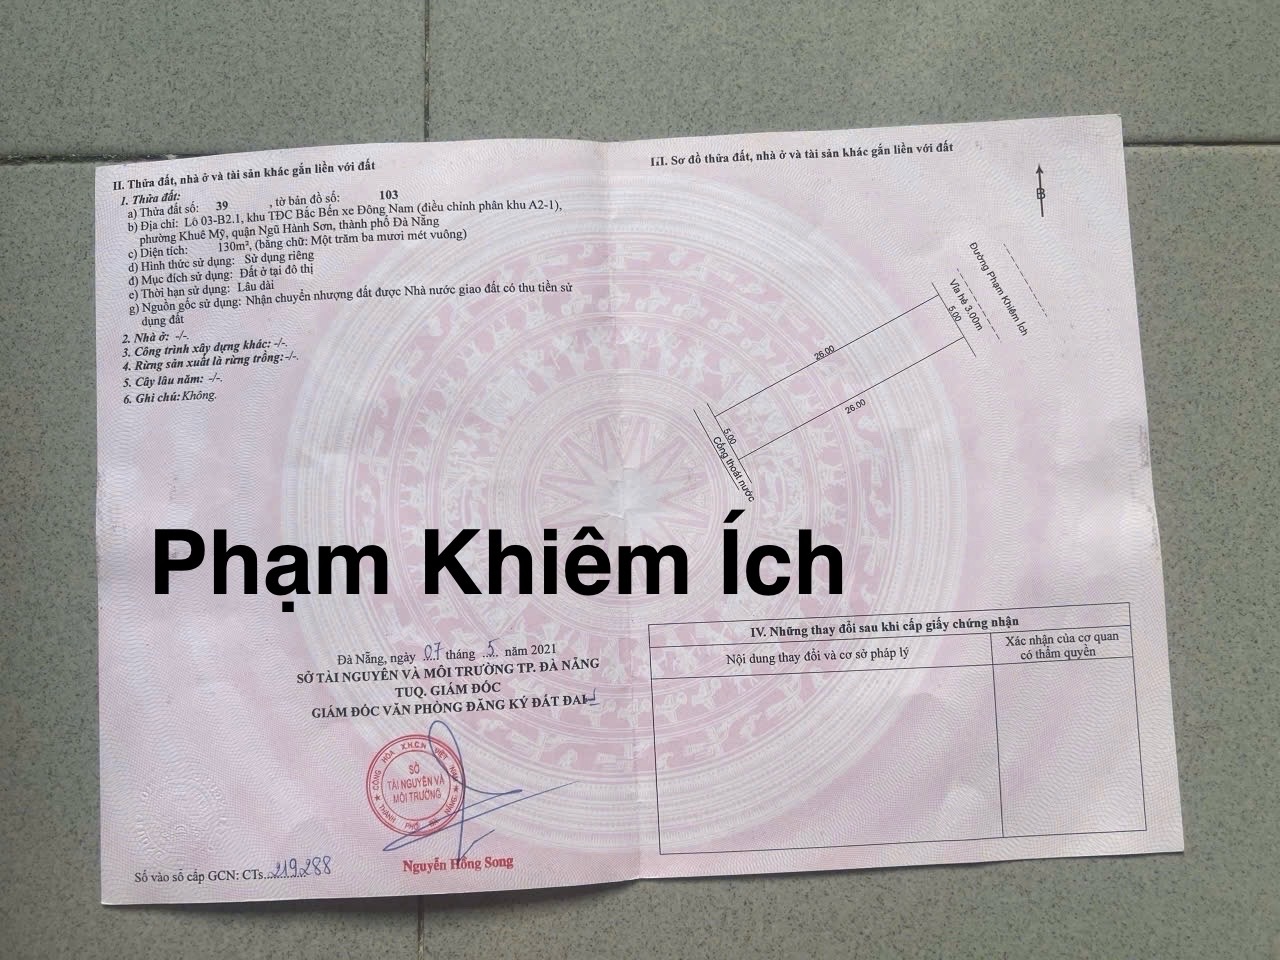 II. Thửa đất, nhà ở và tài sản khác gắn liền với đất
1. Thửa đất:
a) Thửa đất số: 39 , tờ bản đồ số: 103
b) Địa chỉ: Lô 03-B2.1, khu TĐC Bắc Bến xe Đông Nam (điều chỉnh phân khu A2-1),
phường Khuê Mỹ, quận Ngũ Hành Sơn, thành phố Đà Nẵng
c) Diện tích: 130m², (bằng chữ: Một trăm ba mươi mét vuông)
d) Hình thức sử dụng: Sử dụng riêng
đ) Mục đích sử dụng: Đất ở tại đô thị
e) Thời hạn sử dụng: Lâu dài
g) Nguồn gốc sử dụng: Nhận chuyển nhượng đất được Nhà nước giao đất có thu tiền sử
dụng đất
2. Nhà ở: -/-.
3. Công trình xây dựng khác: -/-.
4. Rừng sản xuất là rừng trồng: -/-.
5. Cây lâu năm: -/-.
6. Ghi chú: Không.
III. Sơ đồ thửa đất, nhà ở và tài sản khác gắn liền với đất
B
Đường Phạm Khiêm Ích
Vỉa hè 3.00m
5.00
26.00
26.00
5.00
Cống thoát nước
Phạm Khiêm Ích
Đà Nẵng, ngày 07 tháng 5 năm 2021
SỞ TÀI NGUYÊN VÀ MÔI TRƯỜNG TP. ĐÀ NẴNG
TUQ. GIÁM ĐỐC
GIÁM ĐỐC VĂN PHÒNG ĐĂNG KÝ ĐẤT ĐAI
CỘNG HÒA X.H.C.N VIỆT NAM
SỞ
TÀI NGUYÊN VÀ
MÔI TRƯỜNG
THÀNH PHỐ ĐÀ NẴNG
Nguyễn Hồng Song
Số vào sổ cấp GCN: CTs 219288
IV. Những thay đổi sau khi cấp giấy chứng nhận
Nội dung thay đổi và cơ sở pháp lý
Xác nhận của cơ quan
có thẩm quyền